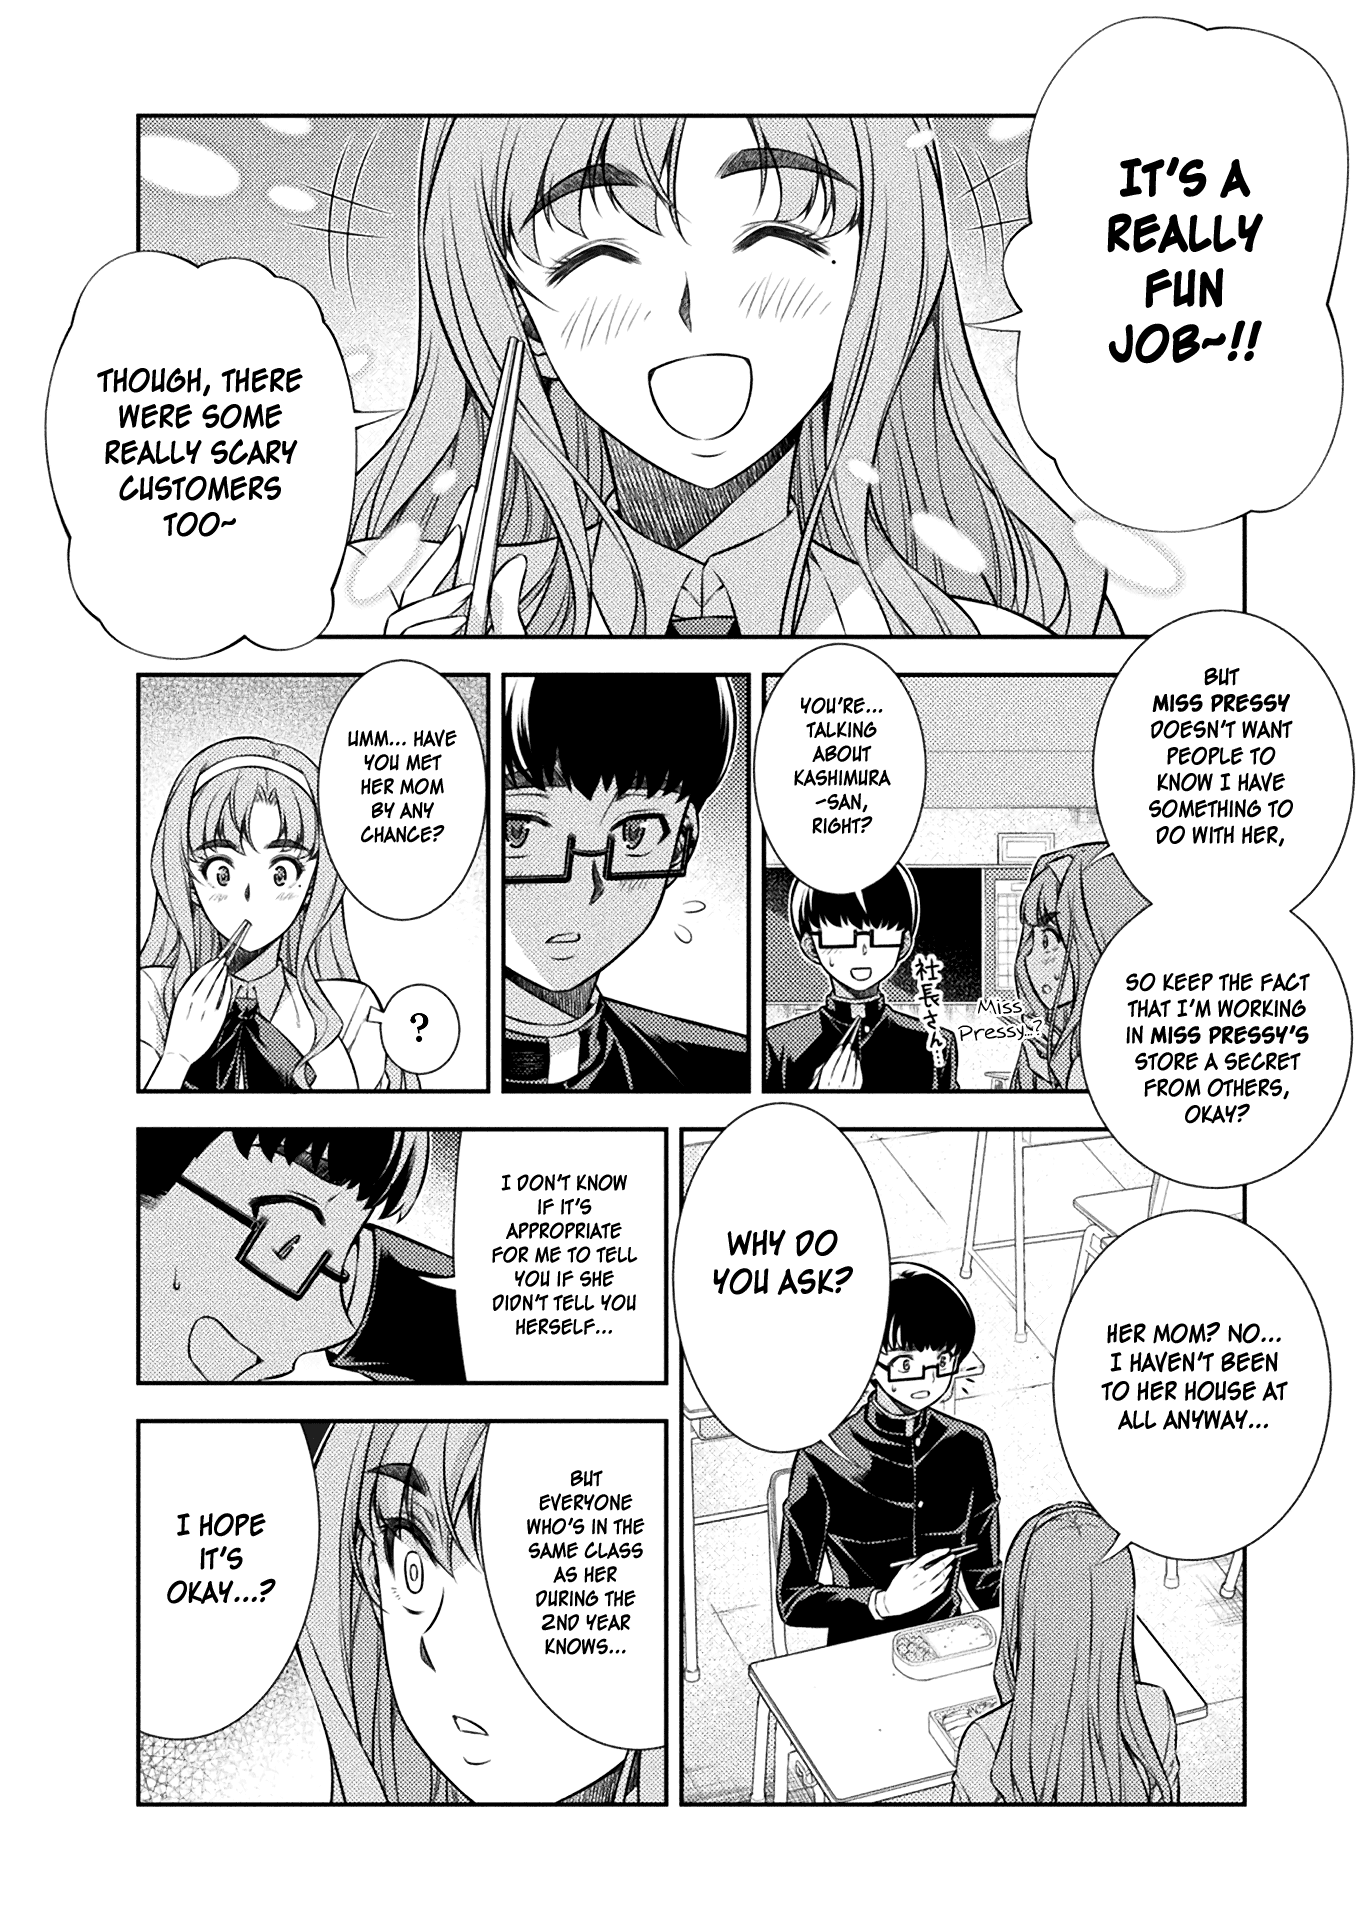 IT'S A
REALLY
FUN
JOB~!!
THOUGH, THERE
WERE SOME
REALLY SCARY
CUSTOMERS
TOO~
BUT
MISS PRESSY
DOESN'T WANT
PEOPLE TO
KNOW I HAVE
SOMETHING TO
DO WITH HER,
SO KEEP THE FACT
THAT I'M WORKING
IN MISS PRESSY'S
STORE A SECRET
FROM OTHERS,
OKAY?
YOU'RE...
TALKING
ABOUT
KASHIMURA
-SAN,
RIGHT?
社長さん…
Miss
Pressy..?
UMM... HAVE
YOU MET
HER MOM
BY ANY
CHANCE?
?
HER MOM? NO...
I HAVEN'T BEEN
TO HER HOUSE AT
ALL ANYWAY...
WHY DO
YOU ASK?
I DON'T KNOW
IF IT'S
APPROPRIATE
FOR ME TO TELL
YOU IF SHE
DIDN'T TELL YOU
HERSELF...
BUT
EVERYONE
WHO'S IN THE
SAME CLASS
AS HER
DURING THE
2ND YEAR
KNOWS...
I HOPE
IT'S
OKAY...?